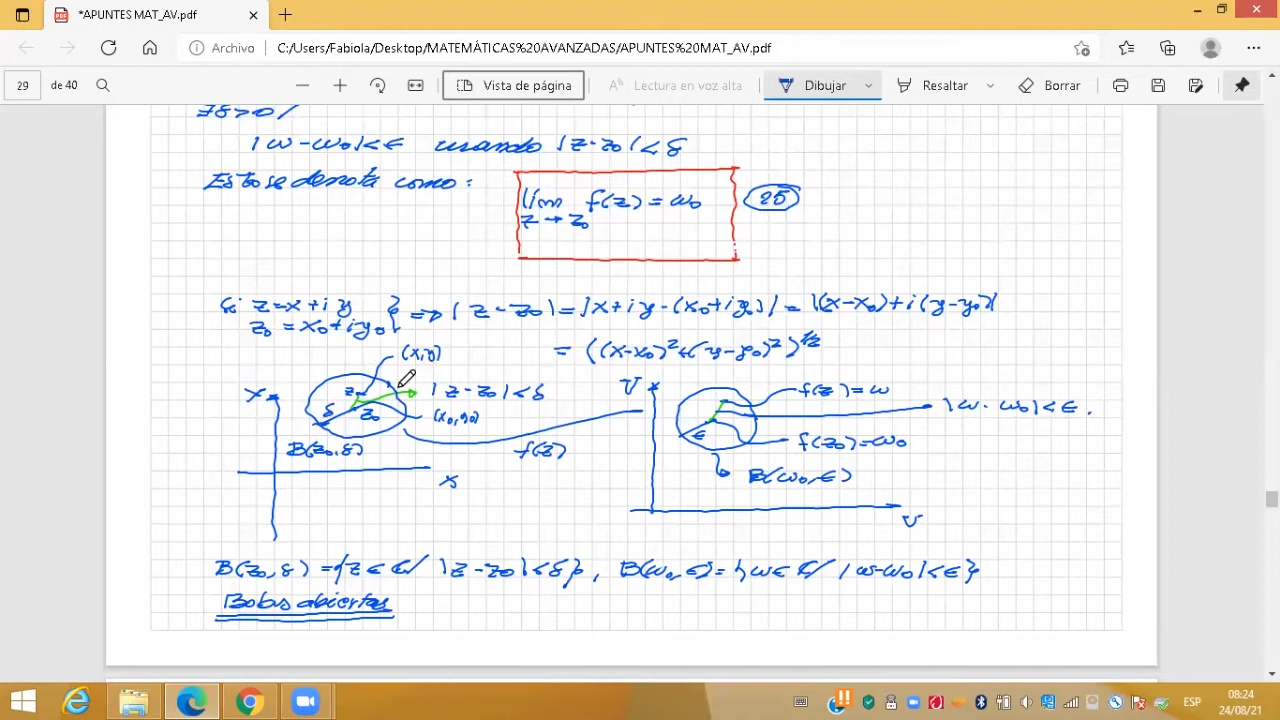 *APUNTES MAT_AV.pdf
Archivo
C:/Users/Fabiola/Desktop/MATEMÁTICAS%20AVANZADAS/APUNTES%20MAT_AV.pdf
29 de 40
Vista de página
Lectura en voz alta
Dibujar
Resaltar
Borrar
∃δ>0/
|w-w₀|<ε usando |z-z₀|<δ
Esto se denota como:
lím f(z) = w₀
z→z₀
25
Si z=x+iy
z₀ = x₀+iy₀ } => |z-z₀|=|x+iy-(x₀+iy₀)|=|(x-x₀)+i(y-y₀)|
= ((x-x₀)²+(y-y₀)²)^1/2
(x,y)
z
|z-z₀|<δ
δ
z₀
(x₀,y₀)
B(z₀,δ)
x
f(z)
f(z)=w
|w-w₀|<ε.
ε
f(z₀)=w₀
B(w₀,ε)
B(z₀,δ)={z∈ℂ/ |z-z₀|<δ}, B(w₀,ε)={w∈ℂ/ |w-w₀|<ε}
Bolas abiertas
ESP
08:24
24/08/21